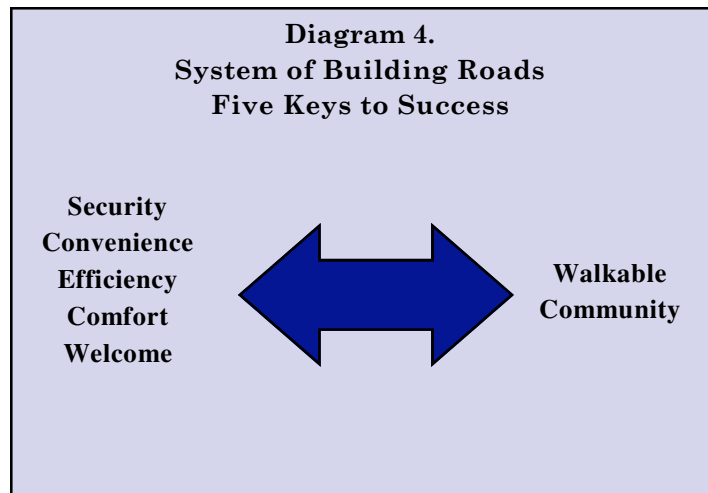 Diagram 4.
System of Building Roads
Five Keys to Success
Security
Convenience
Efficiency
Comfort
Welcome
Walkable
Community